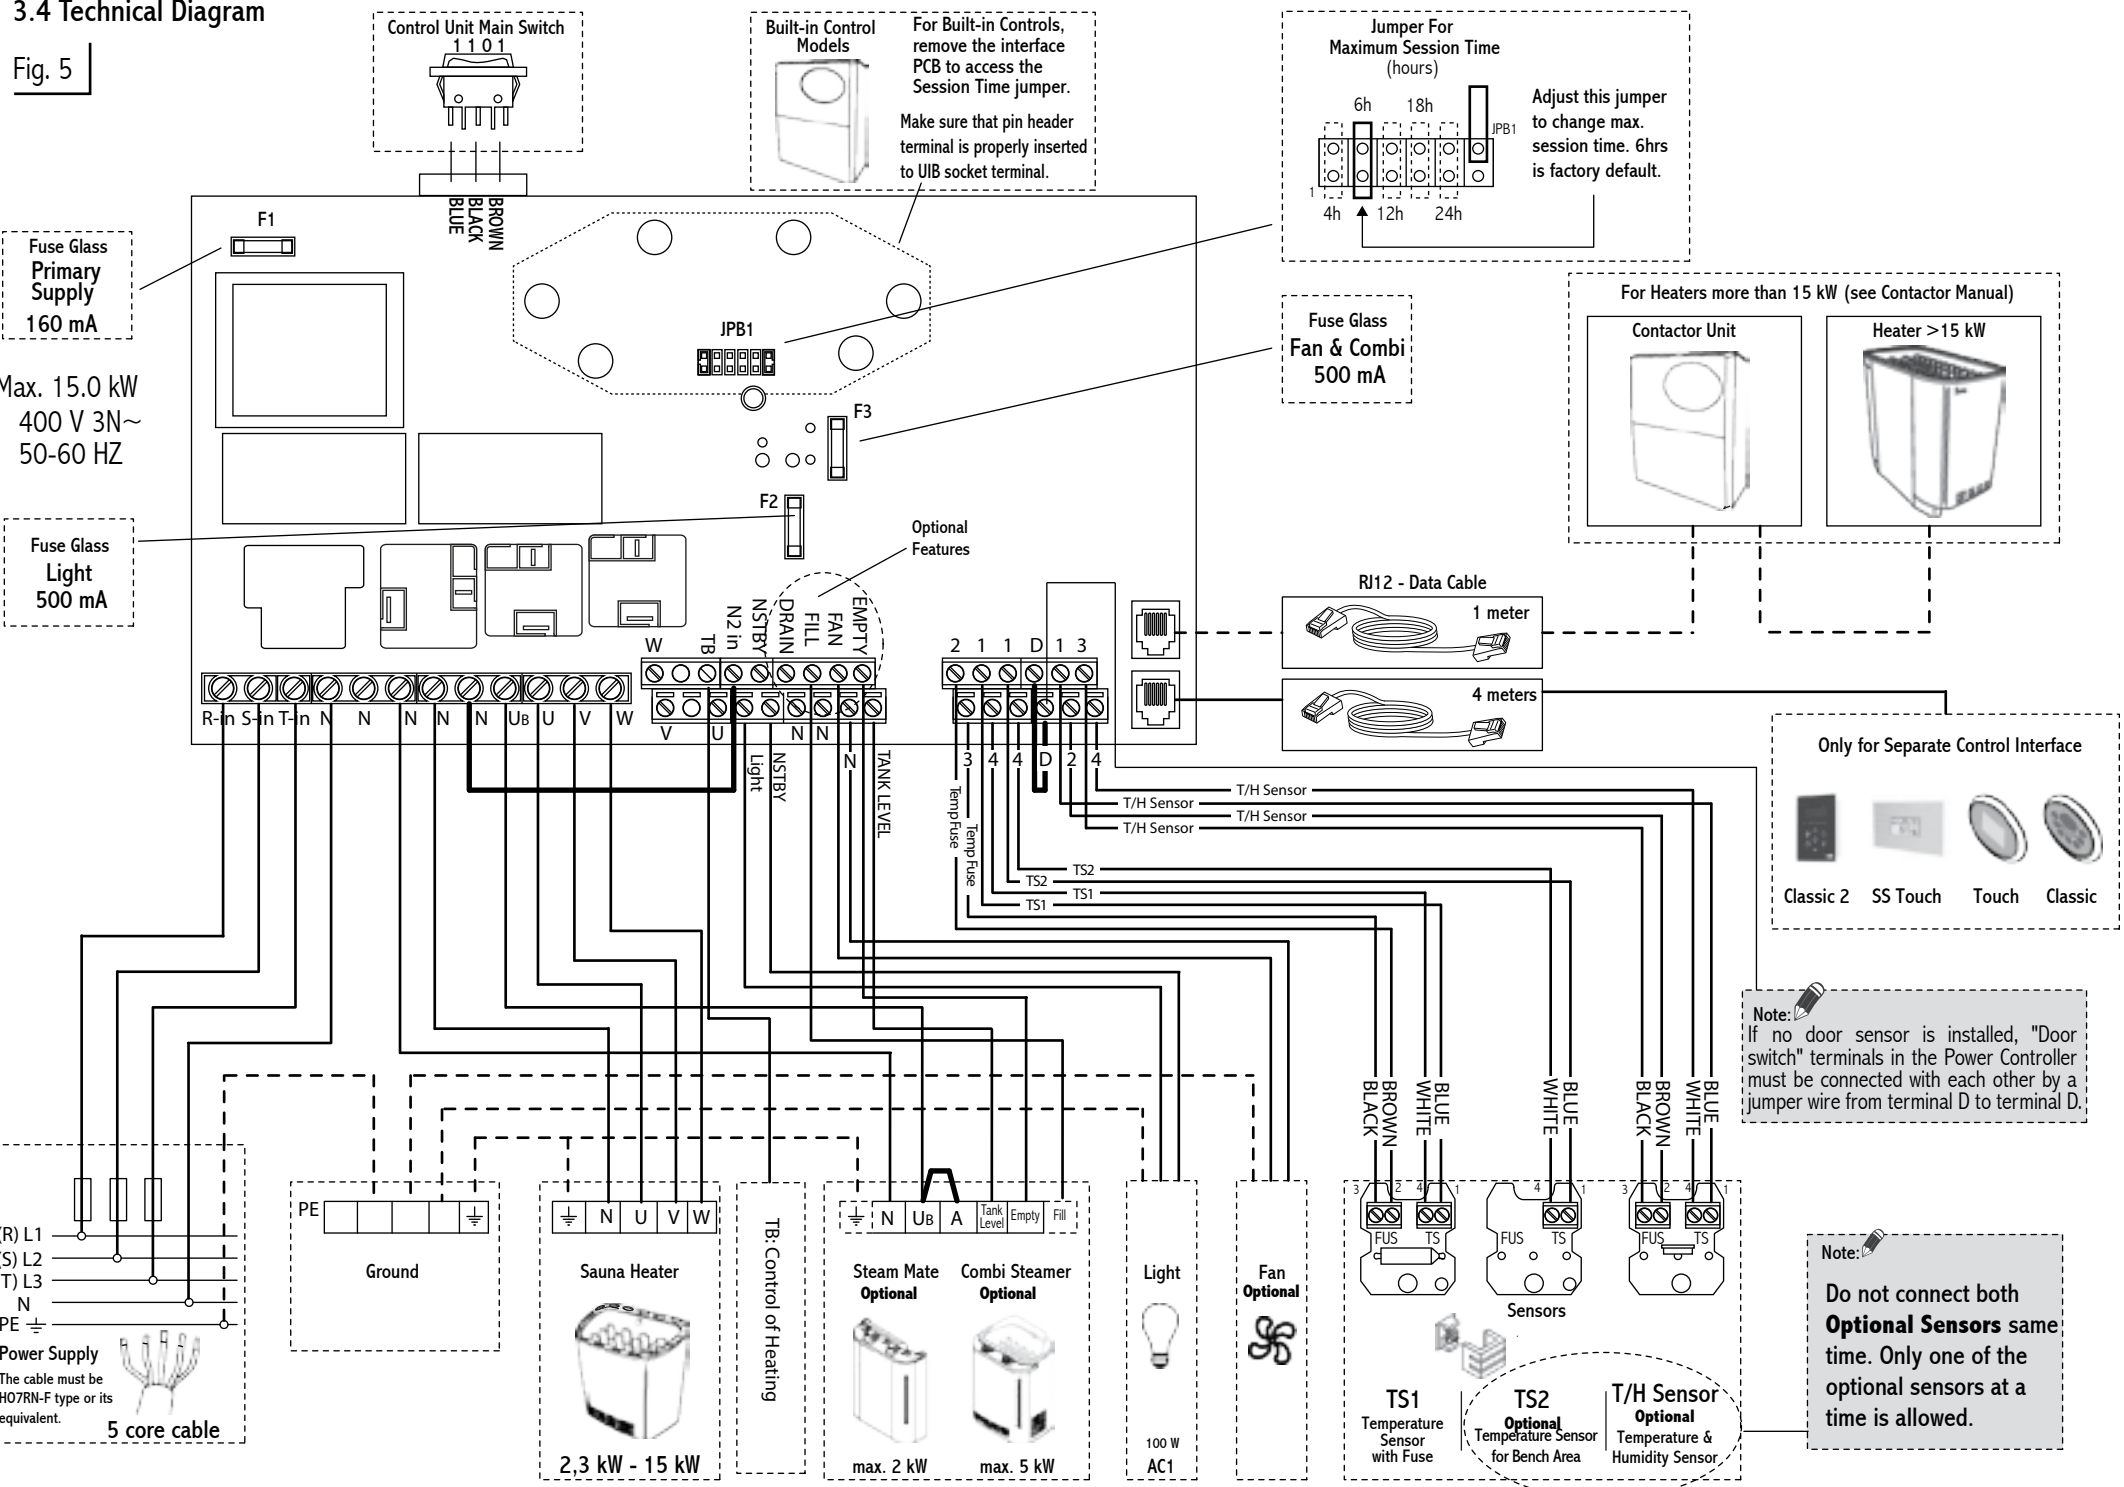 3.4 Technical Diagram
Fig. 5
Control Unit Main Switch
1 1 0 1
BLUE
BLACK
BROWN
Built-in Control
Models
For Built-in Controls,
remove the interface
PCB to access the
Session Time jumper.
Make sure that pin header
terminal is properly inserted
to UIB socket terminal.
Jumper For
Maximum Session Time
(hours)
6h
18h
JPB1
1
4h
12h
24h
Adjust this jumper
to change max.
session time. 6hrs
is factory default.
F1
Fuse Glass
Primary
Supply
160 mA
Max. 15.0 kW
400 V 3N~
50-60 HZ
JPB1
F3
F2
Fuse Glass
Fan & Combi
500 mA
Fuse Glass
Light
500 mA
Optional
Features
For Heaters more than 15 kW (see Contactor Manual)
Contactor Unit
Heater >15 kW
RJ12 - Data Cable
1 meter
4 meters
Only for Separate Control Interface
Classic 2
SS Touch
Touch
Classic
W
TB
N2 in
NSTBY
DRAIN
FILL
FAN
EMPTY
2 1 1 D 1 3
R-in S-in T-in N N N N N UB U V W
V
U
N N
Light
NSTBY
N
TANK LEVEL
3 4 4 D 2 4
Temp Fuse
Temp Fuse
T/H Sensor
T/H Sensor
T/H Sensor
T/H Sensor
TS2
TS2
TS1
TS1
Note:
If no door sensor is installed, "Door
switch" terminals in the Power Controller
must be connected with each other by a
jumper wire from terminal D to terminal D.
BLACK
BROWN
WHITE
BLUE
WHITE
BLUE
BLACK
BROWN
WHITE
BLUE
(R) L1
(S) L2
(T) L3
N
PE
Power Supply
The cable must be
HO7RN-F type or its
equivalent.
5 core cable
PE
Ground
N U V W
Sauna Heater
2,3 kW - 15 kW
TB: Control of Heating
N UB A Tank Level Empty Fill
Steam Mate
Optional
max. 2 kW
Combi Steamer
Optional
max. 5 kW
Light
100 W
AC1
Fan
Optional
3 2 4 1
FUS TS
4 1
FUS TS
3 2 4 1
FUS TS
Sensors
TS1
Temperature
Sensor
with Fuse
TS2
Optional
Temperature Sensor
for Bench Area
T/H Sensor
Optional
Temperature &
Humidity Sensor
Note:
Do not connect both
Optional Sensors same
time. Only one of the
optional sensors at a
time is allowed.